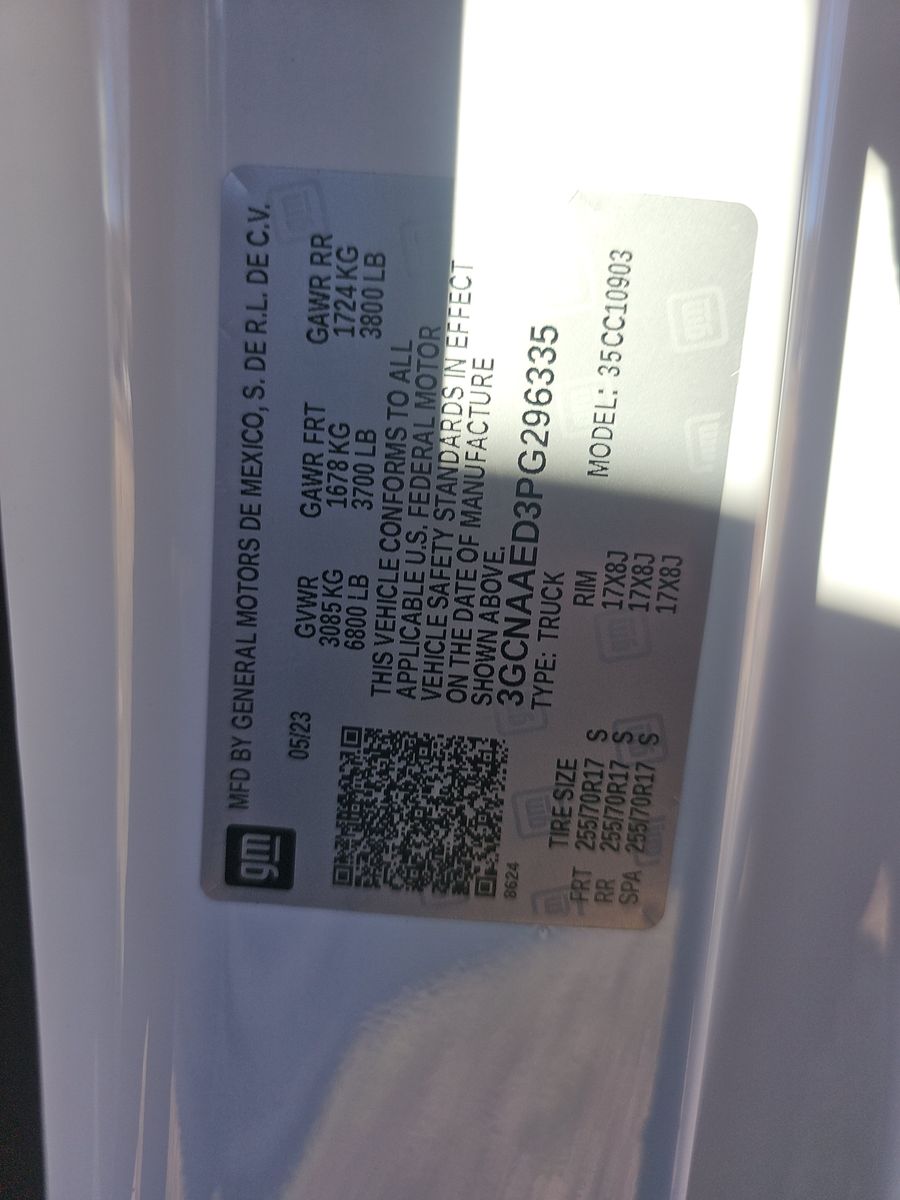 gm MFD BY GENERAL MOTORS DE MEXICO, S. DE R.L. DE C.V.
05/23
GVWR GAWR FRT GAWR RR
3085 KG 1678 KG 1724 KG
6800 LB 3700 LB 3800 LB
THIS VEHICLE CONFORMS TO ALL
APPLICABLE U.S. FEDERAL MOTOR
VEHICLE SAFETY STANDARDS IN EFFECT
ON THE DATE OF MANUFACTURE
SHOWN ABOVE.
3GCNAAED3PG296335
8624
TYPE: TRUCK
TIRE SIZE RIM
FRT 255/70R17 S 17X8J
RR 255/70R17 S 17X8J
SPA 255/70R17 S 17X8J
MODEL: 35CC10903